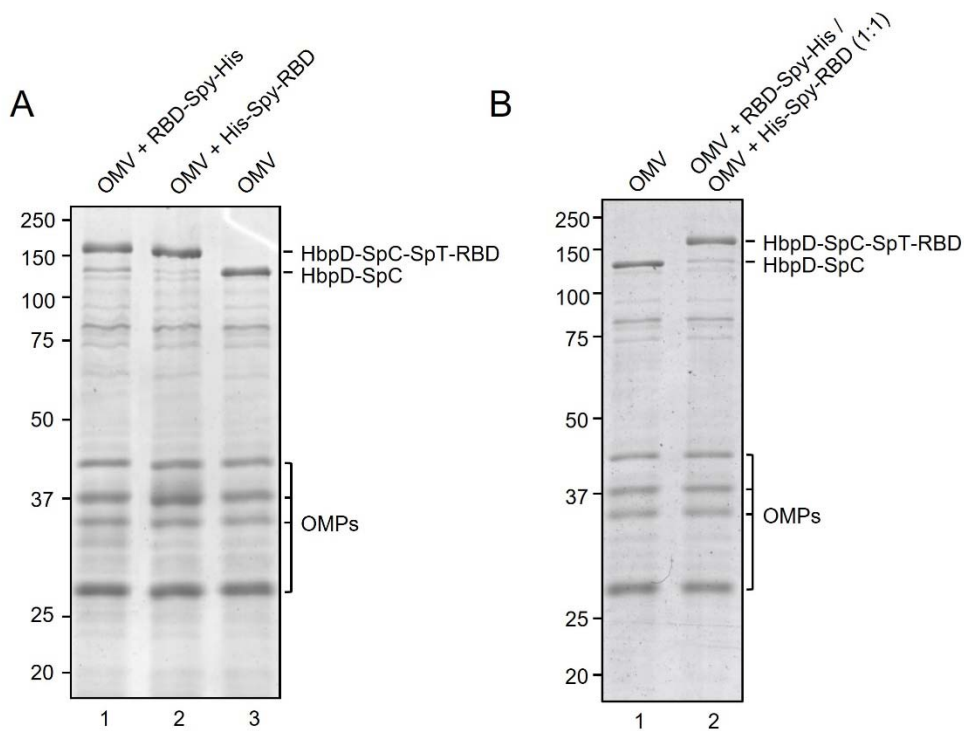 A
OMV + RBD-Spy-His
OMV + His-Spy-RBD
OMV
250
150
100
75
50
37
25
20
HbpD-SpC-SpT-RBD
HbpD-SpC
OMPs
1 2 3
B
OMV
OMV + RBD-Spy-His /
OMV + His-Spy-RBD (1:1)
250
150
100
75
50
37
25
20
HbpD-SpC-SpT-RBD
HbpD-SpC
OMPs
1 2